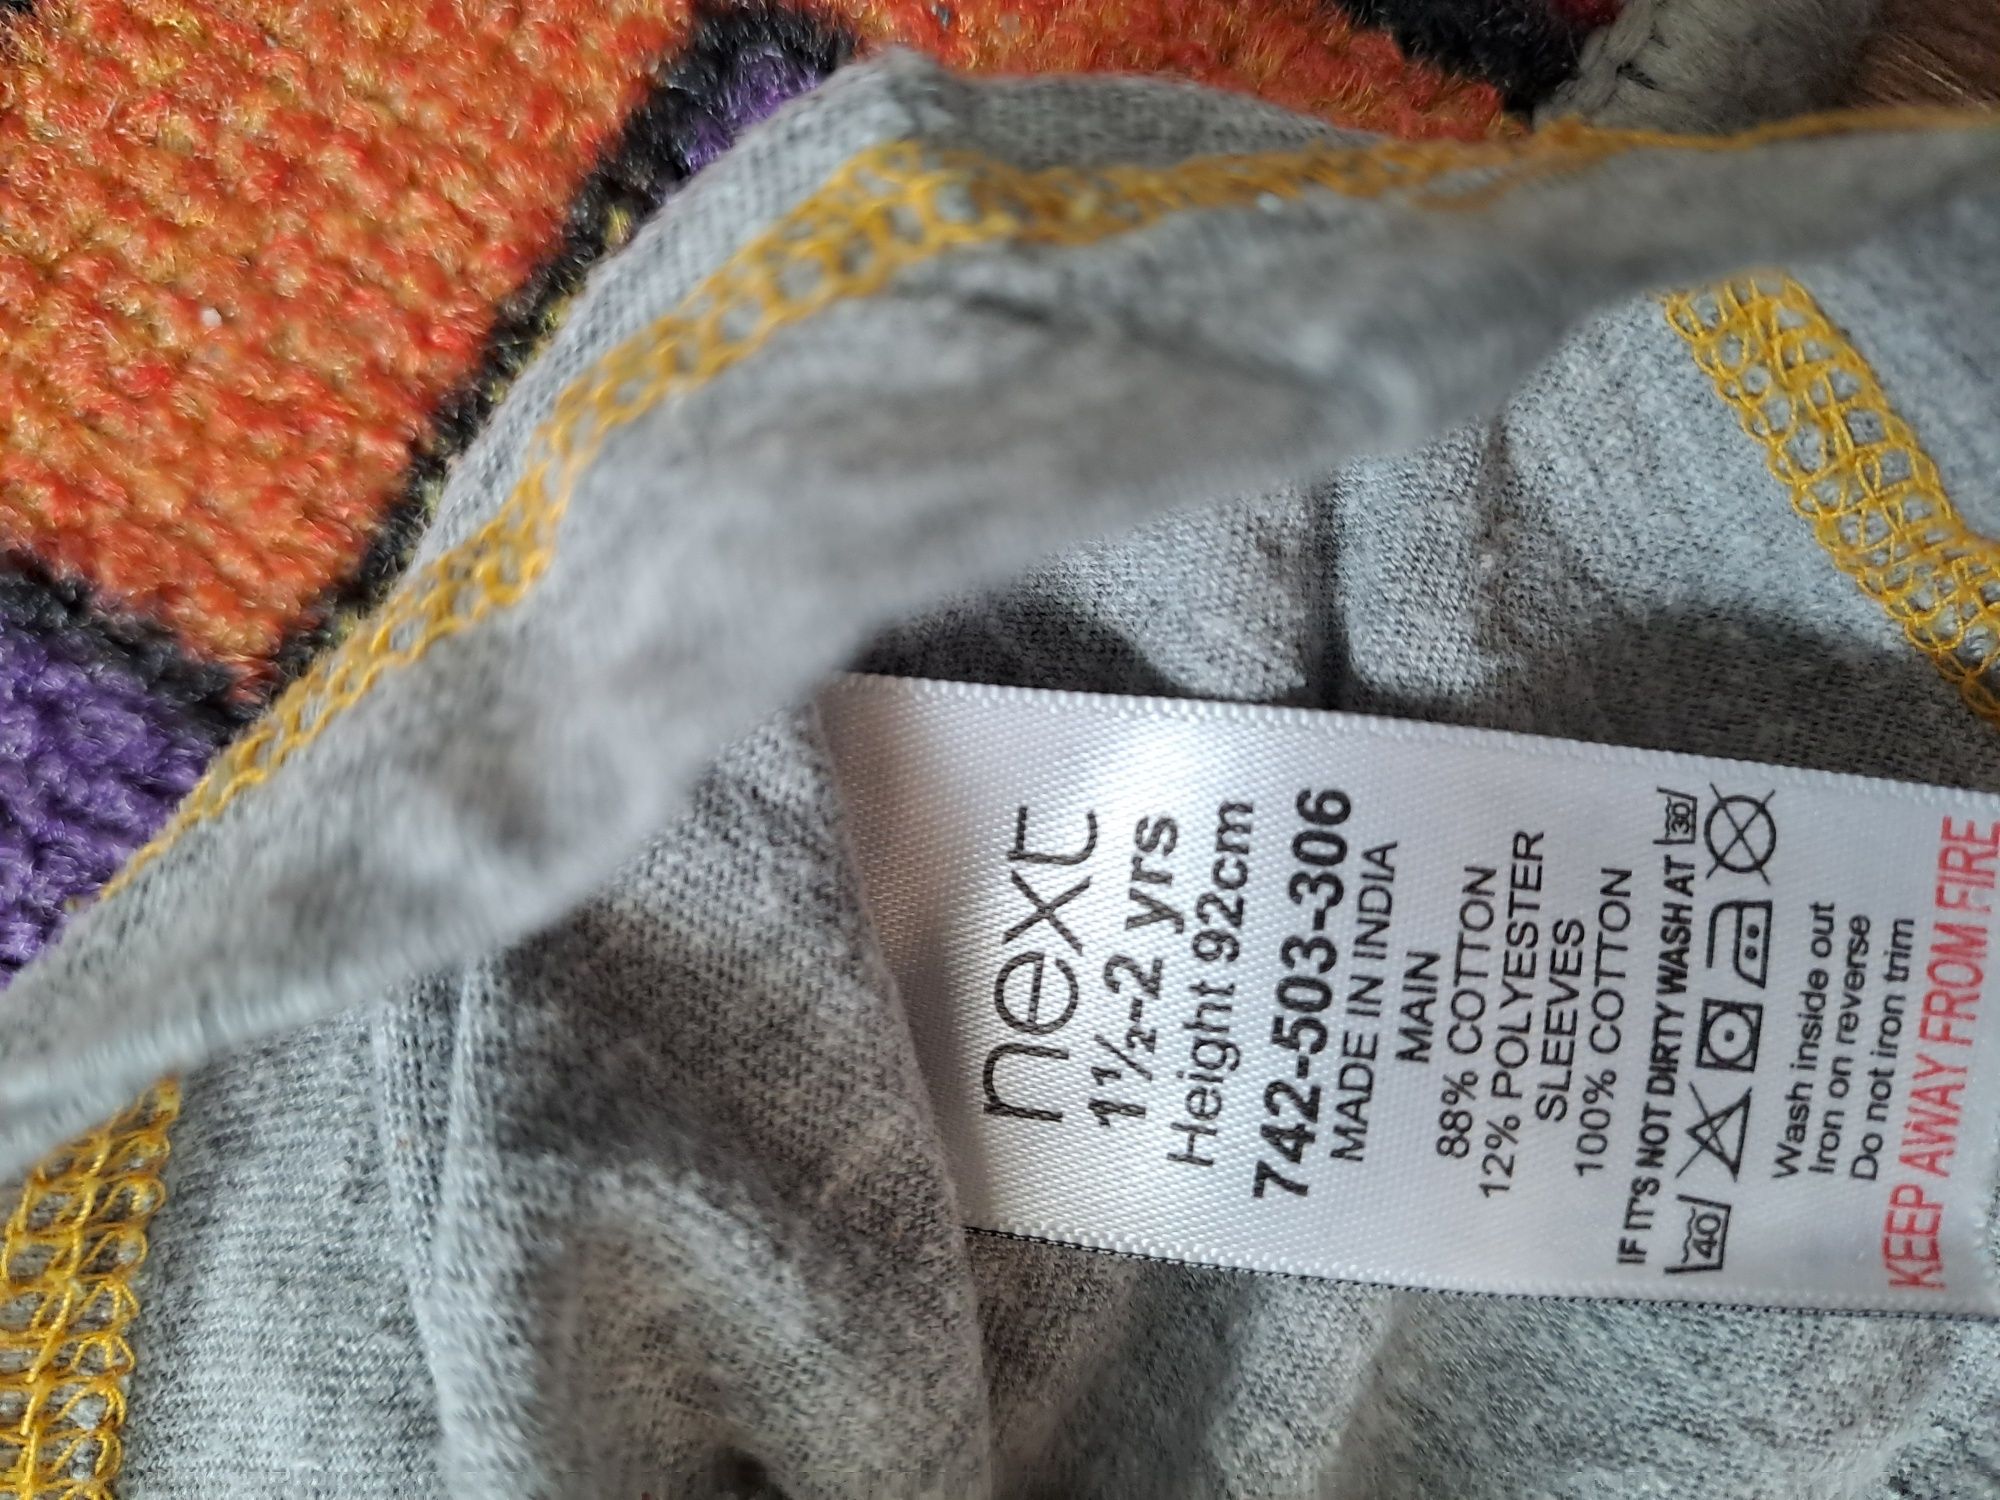 next
1½-2 yrs
Height 92cm
742-503-306
MADE IN INDIA
MAIN
88% COTTON
12% POLYESTER
SLEEVES
100% COTTON
IF IT'S NOT DIRTY WASH AT 30
40
Wash inside out
Iron on reverse
Do not iron trim
KEEP AWAY FROM FIRE